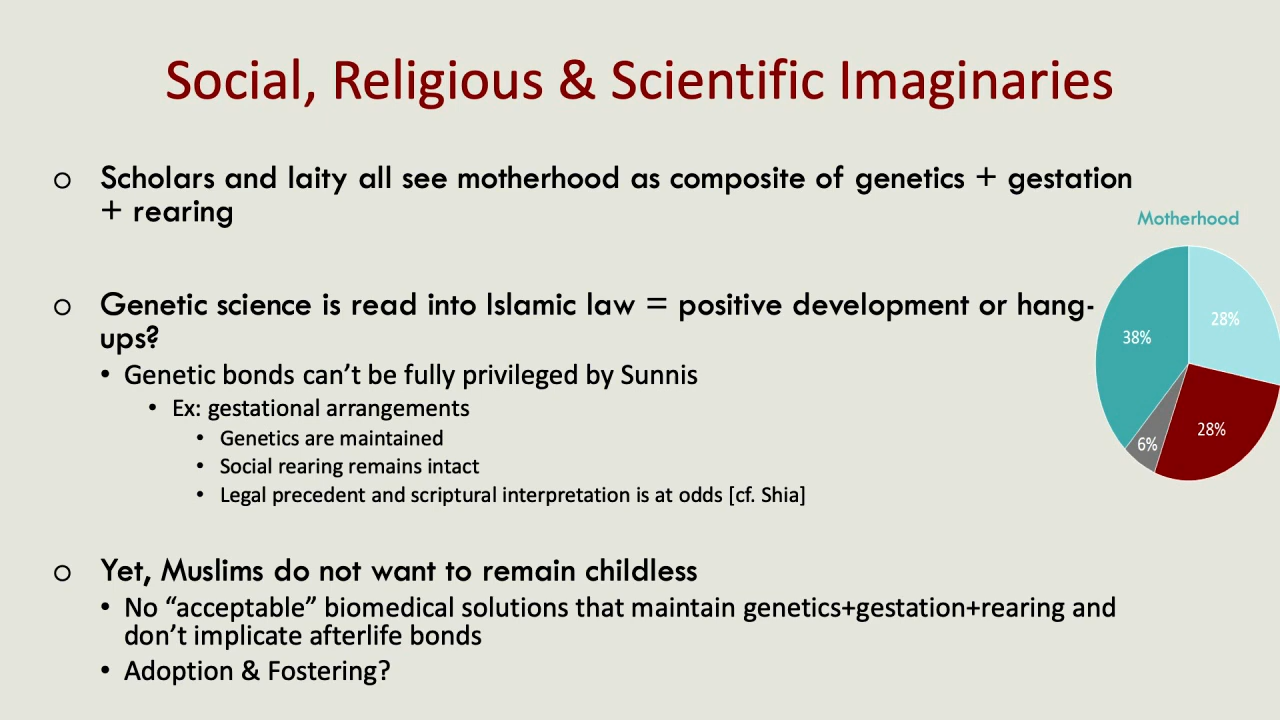 Social, Religious & Scientific Imaginaries
o Scholars and laity all see motherhood as composite of genetics + gestation
+ rearing
Motherhood
38%
28%
28%
6%
o Genetic science is read into Islamic law = positive development or hang-
ups?
• Genetic bonds can’t be fully privileged by Sunnis
• Ex: gestational arrangements
• Genetics are maintained
• Social rearing remains intact
• Legal precedent and scriptural interpretation is at odds [cf. Shia]
o Yet, Muslims do not want to remain childless
• No “acceptable” biomedical solutions that maintain genetics+gestation+rearing and
don’t implicate afterlife bonds
• Adoption & Fostering?